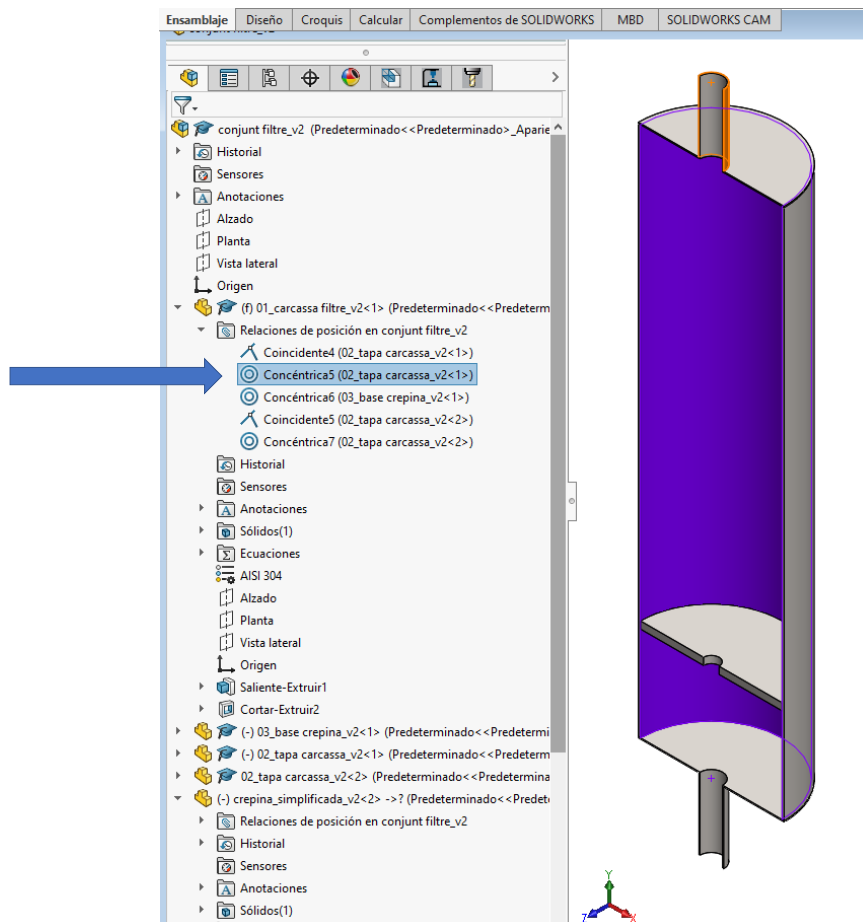 Ensamblaje Diseño Croquis Calcular Complementos de SOLIDWORKS MBD SOLIDWORKS CAM
conjunt filtre_v2 (Predeterminado<<Predeterminado>_Aparie
Historial
Sensores
Anotaciones
Alzado
Planta
Vista lateral
Origen
(f) 01_carcassa filtre_v2<1> (Predeterminado<<Predeterm
Relaciones de posición en conjunt filtre_v2
Coincidente4 (02_tapa carcassa_v2<1>)
Concéntrica5 (02_tapa carcassa_v2<1>)
Concéntrica6 (03_base crepina_v2<1>)
Coincidente5 (02_tapa carcassa_v2<2>)
Concéntrica7 (02_tapa carcassa_v2<2>)
Historial
Sensores
Anotaciones
Sólidos(1)
Ecuaciones
AISI 304
Alzado
Planta
Vista lateral
Origen
Saliente-Extruir1
Cortar-Extruir2
(-) 03_base crepina_v2<1> (Predeterminado<<Predetermi
(-) 02_tapa carcassa_v2<1> (Predeterminado<<Predeterm
02_tapa carcassa_v2<2> (Predeterminado<<Predetermina
(-) crepina_simplificada_v2<2> ->? (Predeterminado<<Predet
Relaciones de posición en conjunt filtre_v2
Historial
Sensores
Anotaciones
Sólidos(1)
Y
Z
X